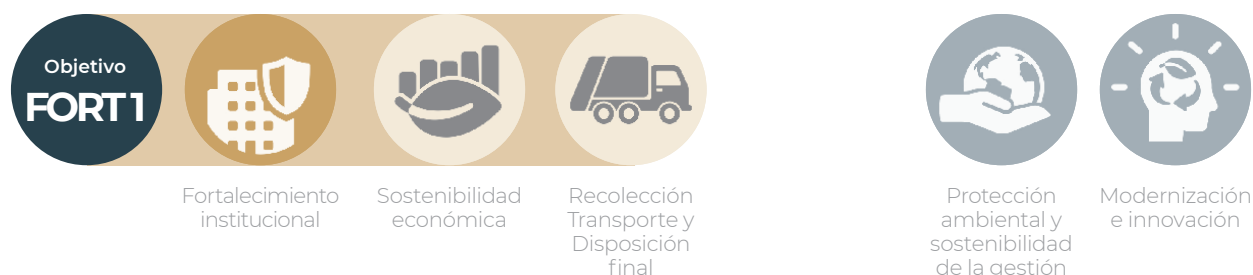 Objetivo
FORT 1
Fortalecimiento
institucional
Sostenibilidad
económica
Recolección
Transporte y
Disposición
final
Protección
ambiental y
sostenibilidad
de la gestión
Modernización
e innovación